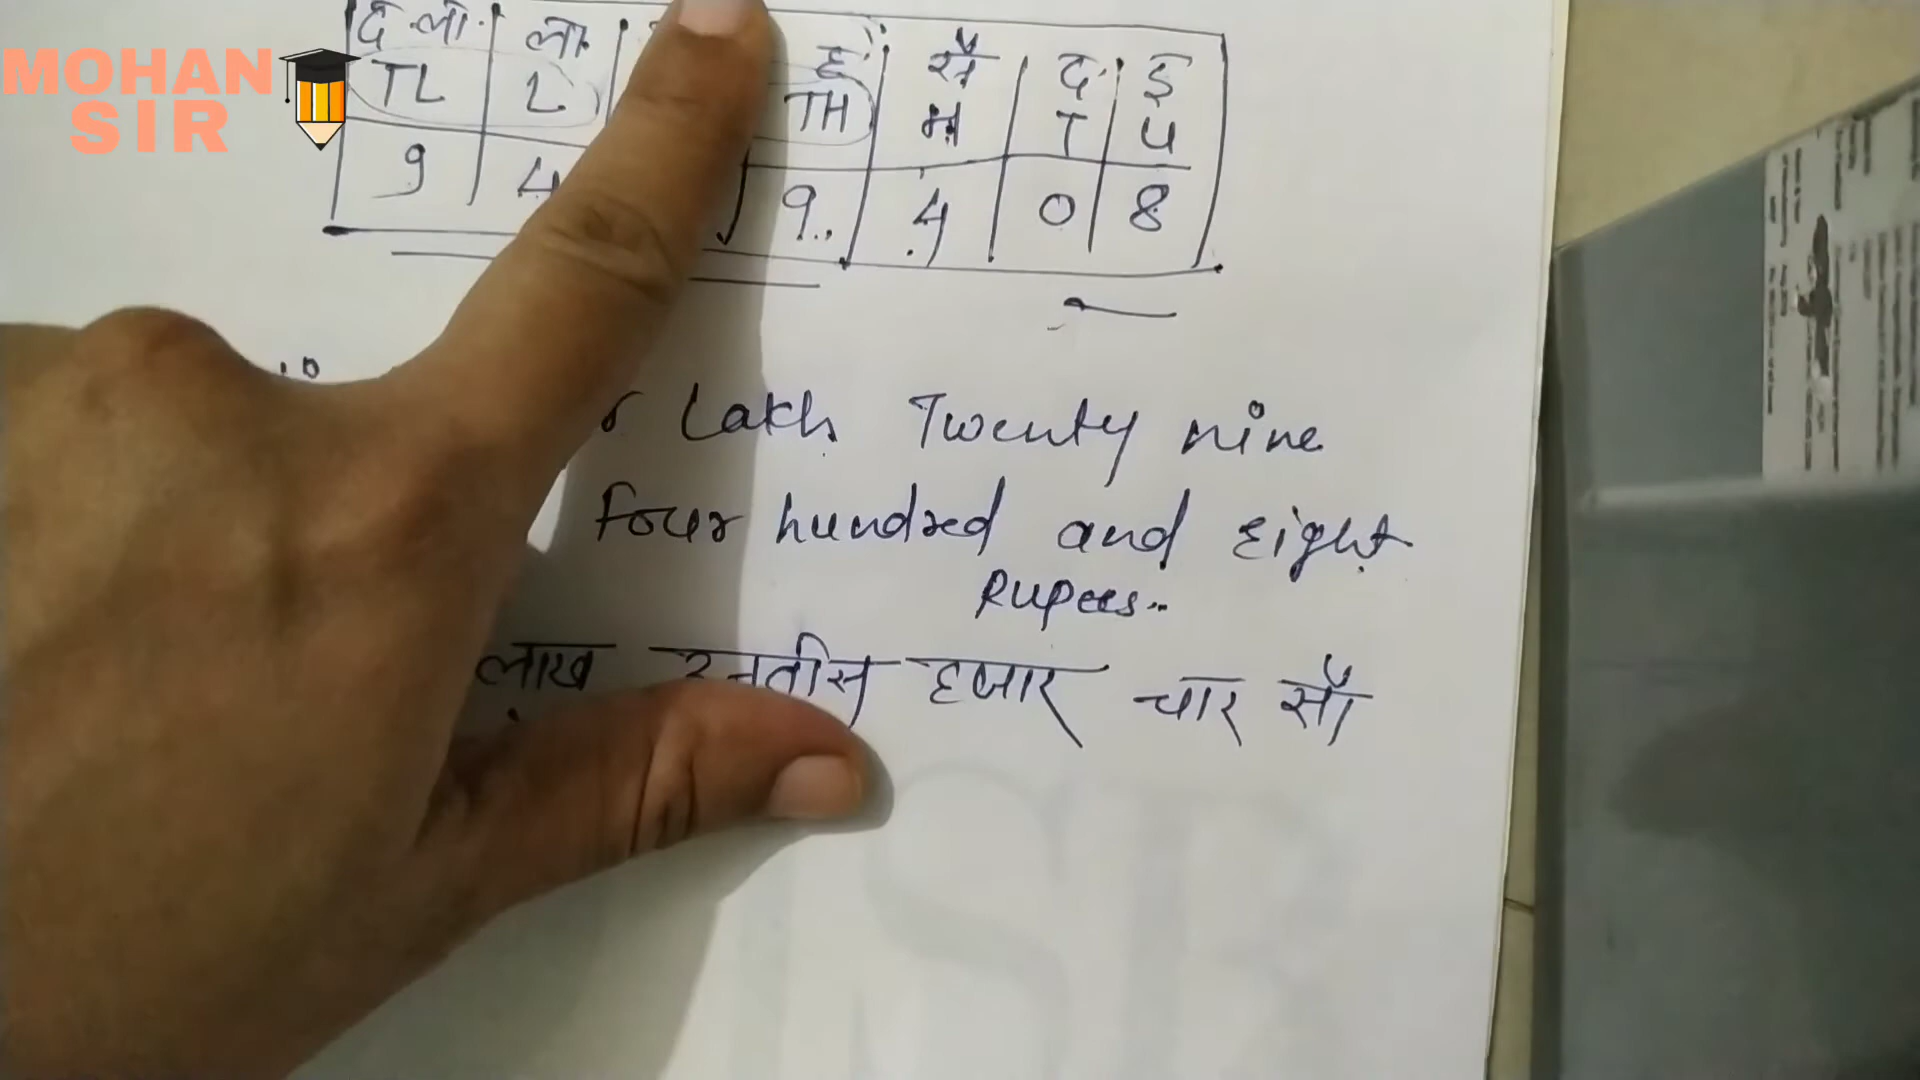 MOHAN
SIR
द.ला. ला ह. सौ द. इ
TL L TH H T U
9 4 9 4 0 8
Lakh Twenty nine
Four hundred and Eight
Rupees..
लाख उनतीस हजार चार सौ